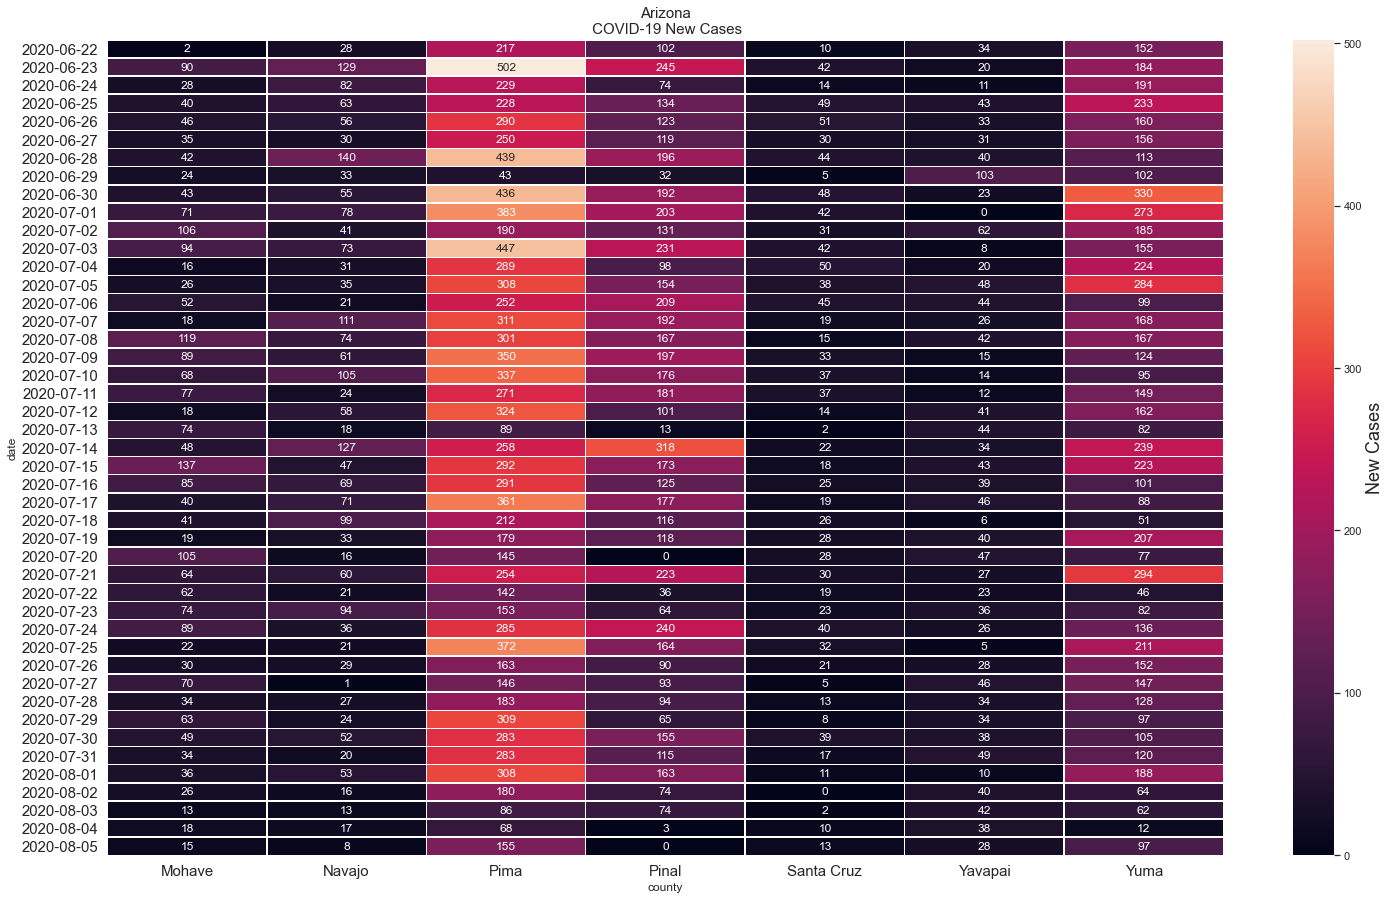 Arizona
COVID-19 New Cases
2020-06-22 2 28 217 102 10 34 152
2020-06-23 90 129 502 245 42 20 184
2020-06-24 28 82 229 74 14 11 191
2020-06-25 40 63 228 134 49 43 233
2020-06-26 46 56 290 123 51 33 160
2020-06-27 35 30 250 119 30 31 156
2020-06-28 42 140 439 196 44 40 113
2020-06-29 24 33 43 32 5 103 102
2020-06-30 43 55 436 192 48 23 330
2020-07-01 71 78 383 203 42 0 273
2020-07-02 106 41 190 131 31 62 185
2020-07-03 94 73 447 231 42 8 155
2020-07-04 16 31 289 98 50 20 224
2020-07-05 26 35 308 154 38 48 284
2020-07-06 52 21 252 209 45 44 99
2020-07-07 18 111 311 192 19 26 168
2020-07-08 119 74 301 167 15 42 167
2020-07-09 89 61 350 197 33 15 124
2020-07-10 68 105 337 176 37 14 95
2020-07-11 77 24 271 181 37 12 149
2020-07-12 18 58 324 101 14 41 162
2020-07-13 74 18 89 13 2 44 82
2020-07-14 48 127 258 318 22 34 239
2020-07-15 137 47 292 173 18 43 223
2020-07-16 85 69 291 125 25 39 101
2020-07-17 40 71 361 177 19 46 88
2020-07-18 41 99 212 116 26 6 51
2020-07-19 19 33 179 118 28 40 207
2020-07-20 105 16 145 0 28 47 77
2020-07-21 64 60 254 223 30 27 294
2020-07-22 62 21 142 36 19 23 46
2020-07-23 74 94 153 64 23 36 82
2020-07-24 89 36 285 240 40 26 136
2020-07-25 22 21 372 164 32 5 211
2020-07-26 30 29 163 90 21 28 152
2020-07-27 70 1 146 93 5 46 147
2020-07-28 34 27 183 94 13 34 128
2020-07-29 63 24 309 65 8 34 97
2020-07-30 49 52 283 155 39 38 105
2020-07-31 34 20 283 115 17 49 120
2020-08-01 36 53 308 163 11 10 188
2020-08-02 26 16 180 74 0 40 64
2020-08-03 13 13 86 74 2 42 62
2020-08-04 18 17 68 3 10 38 12
2020-08-05 15 8 155 0 13 28 97
Mohave Navajo Pima Pinal Santa Cruz Yavapai Yuma
county
date
500
400
300
200
100
0
New Cases